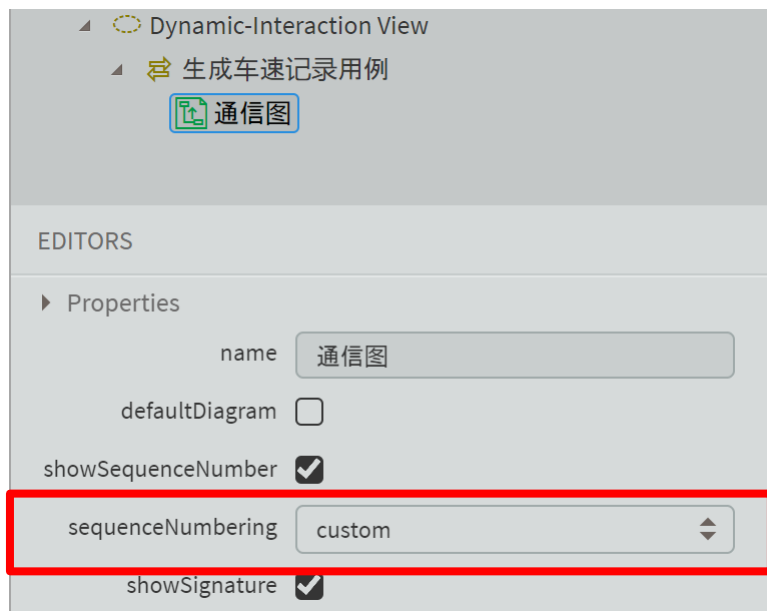 Dynamic-Interaction View
生成车速记录用例
通信图
EDITORS
Properties
name 通信图
defaultDiagram
showSequenceNumber
sequenceNumbering custom
showSignature